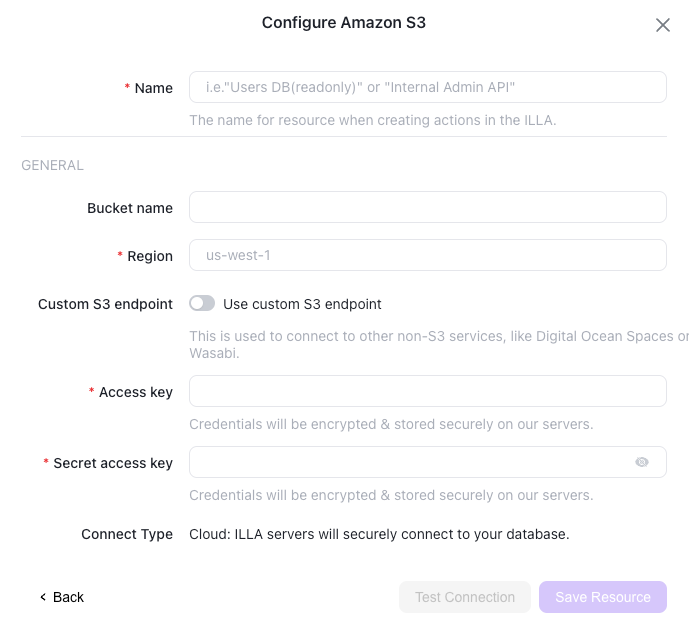 Configure Amazon S3
* Name
i.e."Users DB(readonly)" or "Internal Admin API"
The name for resource when creating actions in the ILLA.
GENERAL
Bucket name
* Region
us-west-1
Custom S3 endpoint
Use custom S3 endpoint
This is used to connect to other non-S3 services, like Digital Ocean Spaces or
Wasabi.
* Access key
Credentials will be encrypted & stored securely on our servers.
* Secret access key
Credentials will be encrypted & stored securely on our servers.
Connect Type
Cloud: ILLA servers will securely connect to your database.
< Back
Test Connection
Save Resource